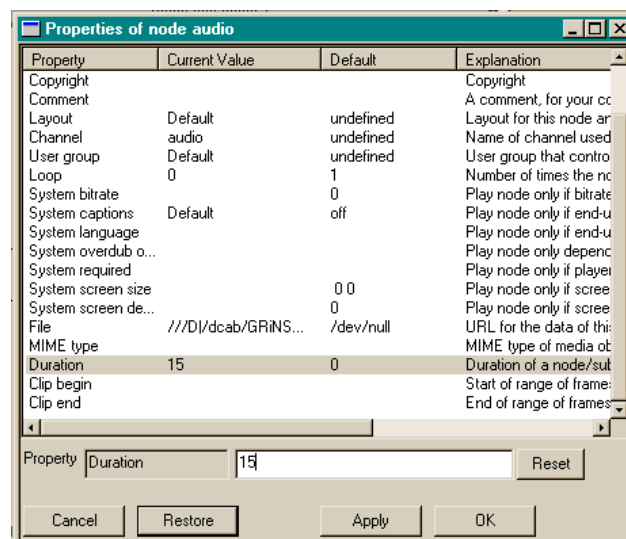 Properties of node audio
Property Current Value Default Explanation
Copyright Copyright
Comment A comment, for your co
Layout Default undefined Layout for this node an
Channel audio undefined Name of channel used
User group Default undefined User group that contro
Loop 0 1 Number of times the no
System bitrate 0 Play node only if bitrate
System captions Default off Play node only if end-u
System language Play node only if end-u
System overdub o... Play node only depenc
System required Play node only if player
System screen size 0 0 Play node only if scree
System screen de... 0 Play node only if scree
File ///D|/dcab/GRiNS... /dev/null URL for the data of this
MIME type MIME type of media ob
Duration 15 0 Duration of a node/sub
Clip begin Start of range of frames
Clip end End of range of frames
Property Duration 15 Reset
Cancel Restore Apply OK